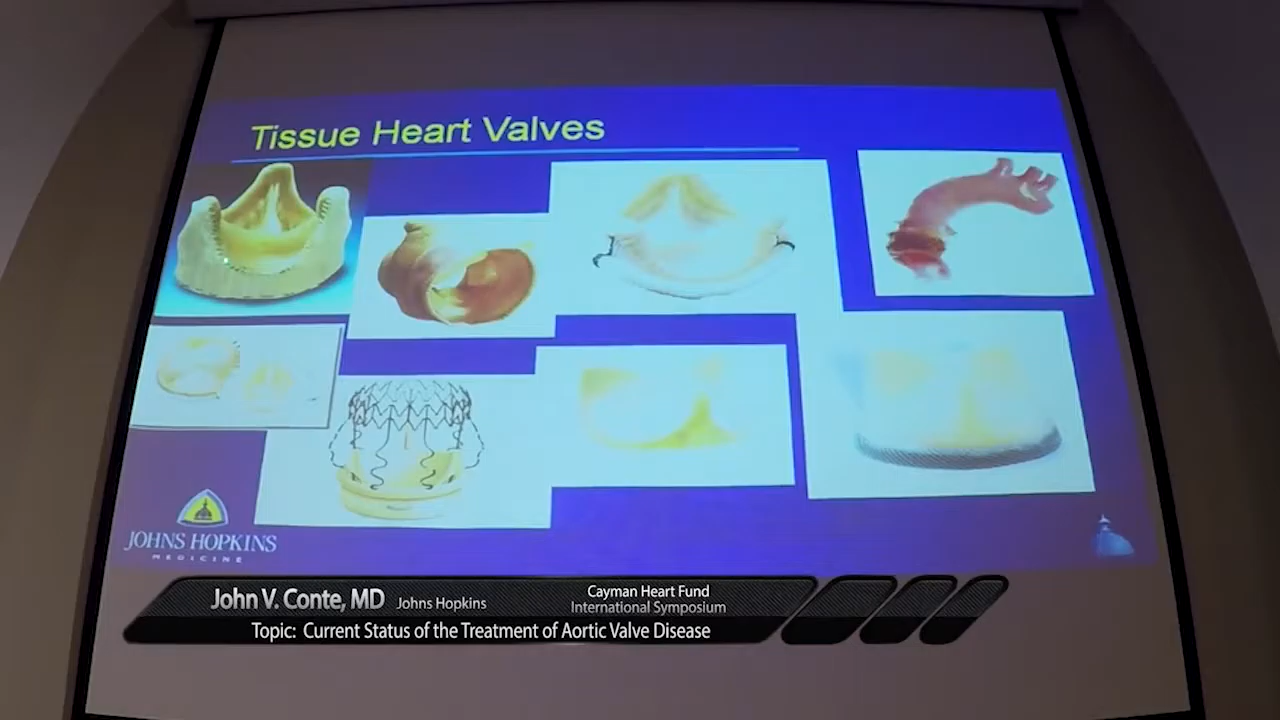 Tissue Heart Valves
JOHNS HOPKINS
MEDICINE
John V. Conte, MD Johns Hopkins
Cayman Heart Fund
International Symposium
Topic: Current Status of the Treatment of Aortic Valve Disease